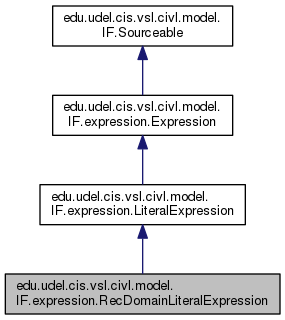 edu.udel.cis.vsl.civl.model.
IF.Sourceable
edu.udel.cis.vsl.civl.model.
IF.expression.Expression
edu.udel.cis.vsl.civl.model.
IF.expression.LiteralExpression
edu.udel.cis.vsl.civl.model.
IF.expression.RecDomainLiteralExpression